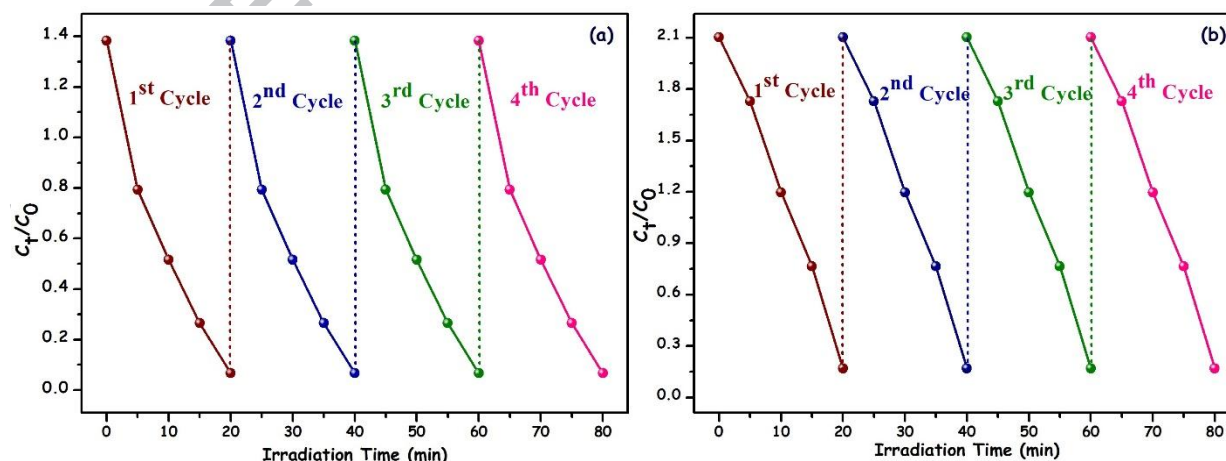 (a)
1.4
1.2
1.0
0.8
0.6
0.4
0.2
0.0
Ct/C0
1st Cycle
2nd Cycle
3rd Cycle
4th Cycle
0 10 20 30 40 50 60 70 80
Irradiation Time (min)
(b)
2.1
1.8
1.5
1.2
0.9
0.6
0.3
0.0
Ct/C0
1st Cycle
2nd Cycle
3rd Cycle
4th Cycle
0 10 20 30 40 50 60 70 80
Irradiation Time (min)